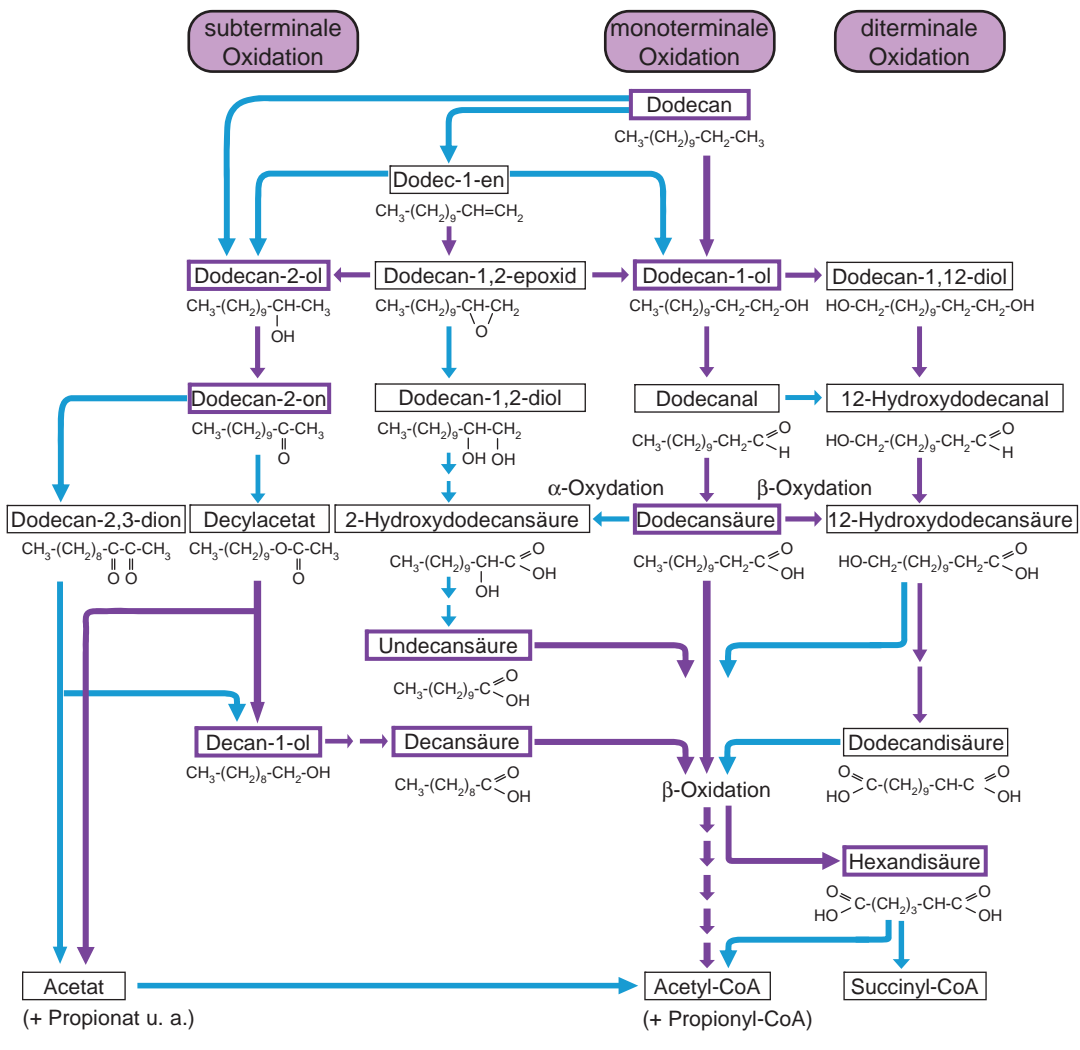 subterminale
Oxidation
monoterminale
Oxidation
diterminale
Oxidation
Dodecan
CH₃-(CH₂)₉-CH₂-CH₃
Dodec-1-en
CH₃-(CH₂)₉-CH=CH₂
Dodecan-2-ol
Dodecan-1,2-epoxid
Dodecan-1-ol
Dodecan-1,12-diol
CH₃-(CH₂)₉-CH-CH₃
OH
CH₃-(CH₂)₉-CH-CH₂
O
CH₃-(CH₂)₉-CH₂-CH₂-OH
HO-CH₂-(CH₂)₉-CH₂-CH₂-OH
Dodecan-2-on
Dodecan-1,2-diol
Dodecanal
12-Hydroxydodecanal
CH₃-(CH₂)₉-C-CH₃
O
CH₃-(CH₂)₉-CH-CH₂
OH OH
CH₃-(CH₂)₉-CH₂-C
O
H
HO-CH₂-(CH₂)₉-CH₂-C
O
H
α-Oxydation
β-Oxydation
Dodecan-2,3-dion
Decylacetat
2-Hydroxydodecansäure
Dodecansäure
12-Hydroxydodecansäure
CH₃-(CH₂)₈-C-C-CH₃
O O
CH₃-(CH₂)₉-O-C-CH₃
O
CH₃-(CH₂)₉-CH-C
O
OH
OH
CH₃-(CH₂)₉-CH₂-C
O
OH
HO-CH₂-(CH₂)₉-CH₂-C
O
OH
Undecansäure
CH₃-(CH₂)₉-C
O
OH
Decan-1-ol
Decansäure
Dodecandisäure
CH₃-(CH₂)₈-CH₂-OH
CH₃-(CH₂)₈-C
O
OH
O
HO
C-(CH₂)₉-CH-C
O
OH
β-Oxidation
Hexandisäure
O
HO
C-(CH₂)₃-CH-C
O
OH
Acetat
Acetyl-CoA
Succinyl-CoA
(+ Propionat u. a.)
(+ Propionyl-CoA)